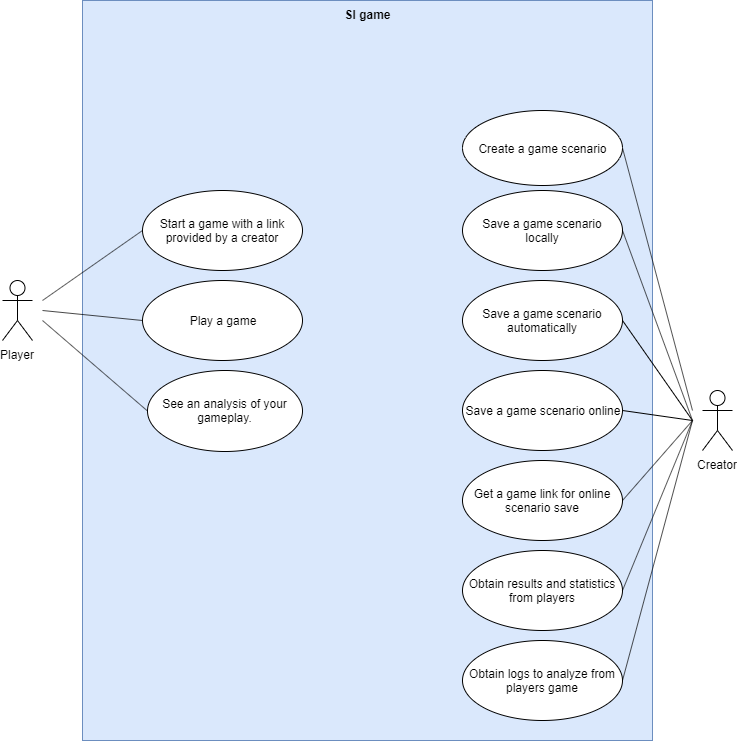 SI game
Create a game scenario
Start a game with a link
provided by a creator
Save a game scenario
locally
Play a game
Save a game scenario
automatically
Player
See an analysis of your
gameplay.
Save a game scenario online
Creator
Get a game link for online
scenario save
Obtain results and statistics
from players
Obtain logs to analyze from
players game